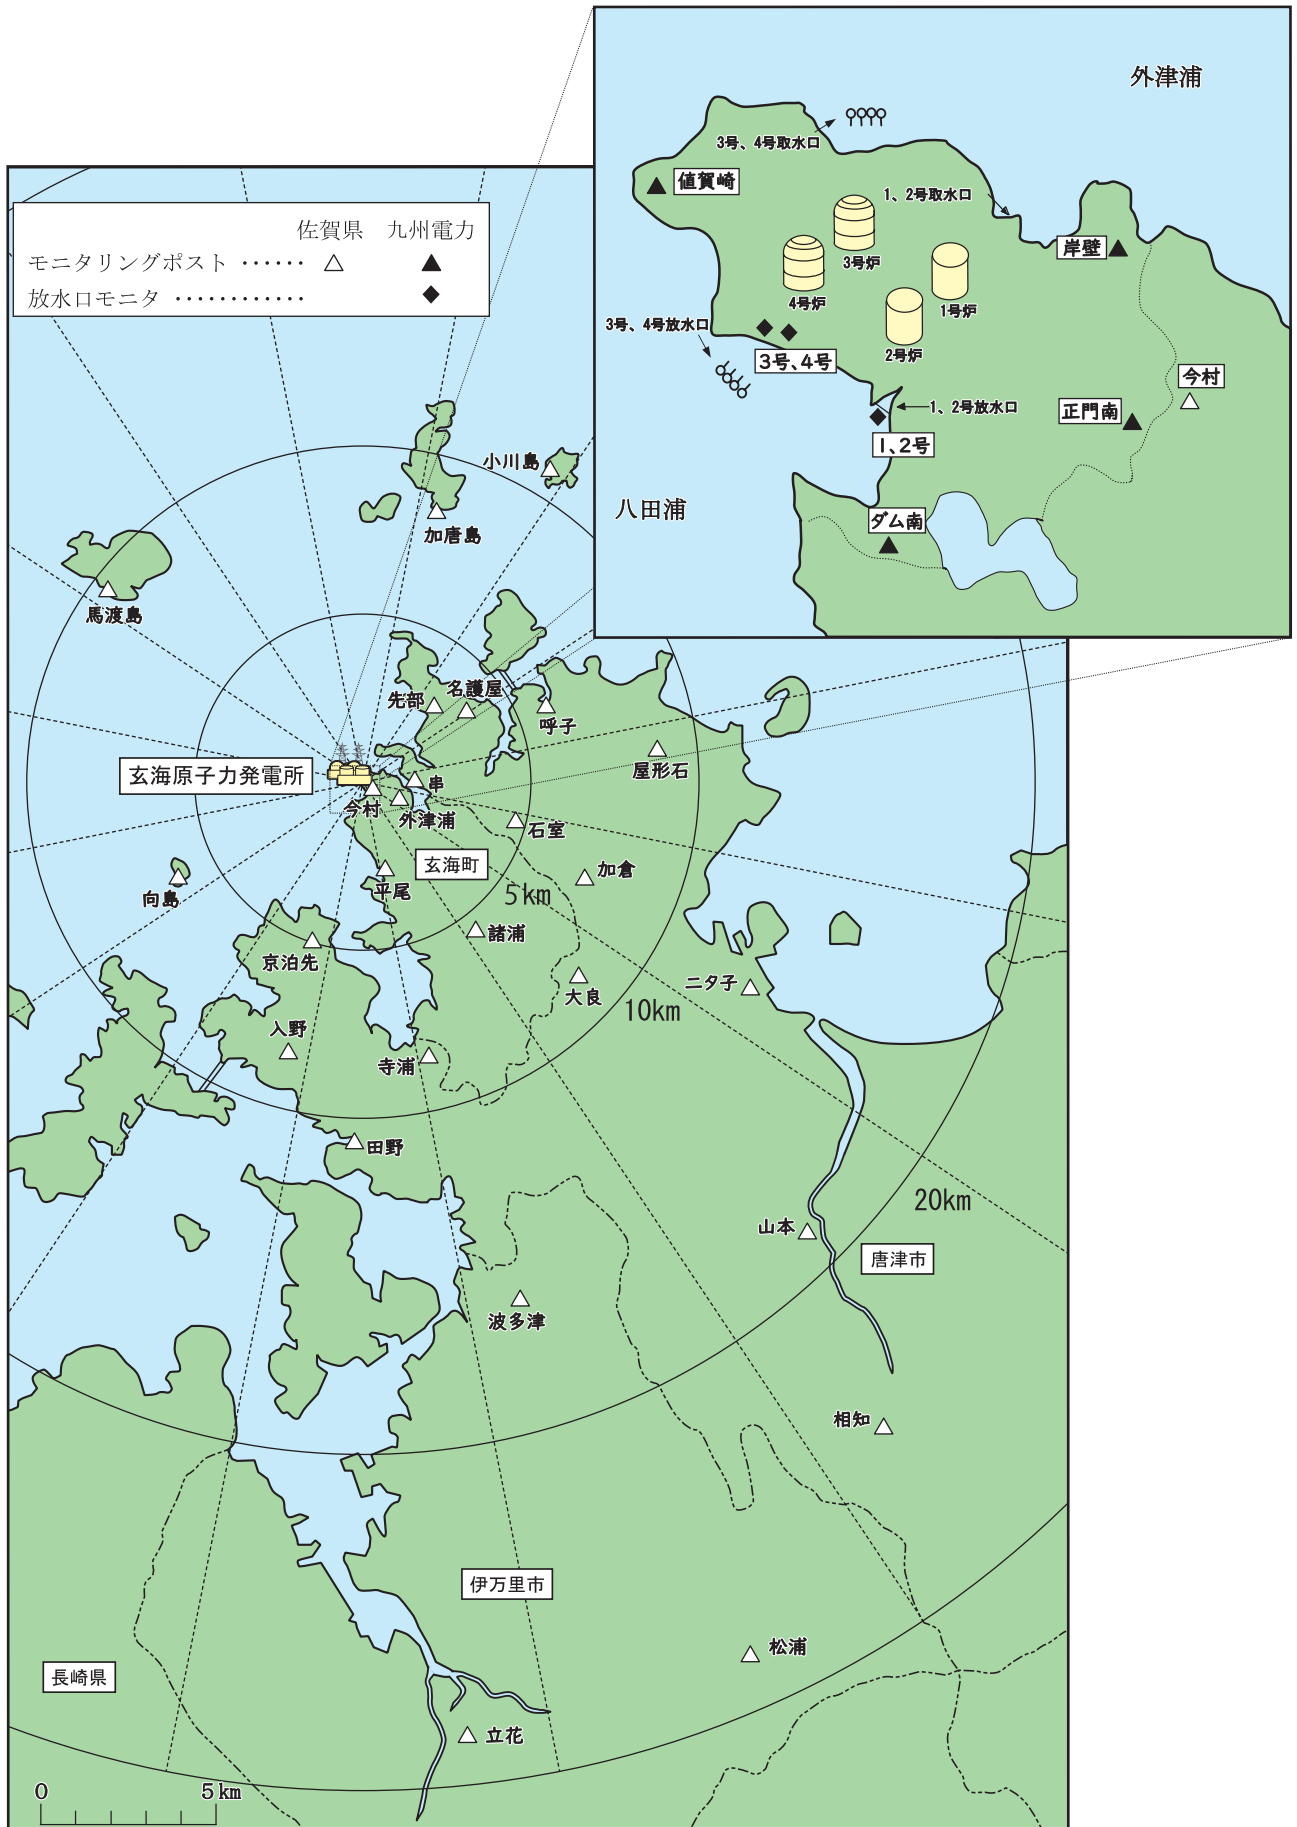 外津浦
3号、4号取水口
値賀崎
1、2号取水口
岸壁
3号炉
4号炉
1号炉
2号炉
3号、4号放水口
3号、4号
今村
1、2号放水口
正門南
1、2号
八田浦
ダム南
佐賀県 九州電力
モニタリングポスト ‥‥‥ △ ▲
放水口モニタ ‥‥‥‥‥‥ ◆
小川島
加唐島
馬渡島
先部
名護屋
呼子
屋形石
玄海原子力発電所
串
今村
外津浦
石室
玄海町
加倉
平尾
向島
5km
諸浦
京泊先
二タ子
大良
10km
入野
寺浦
田野
20km
山本
唐津市
波多津
相知
伊万里市
松浦
長崎県
立花
0 5km